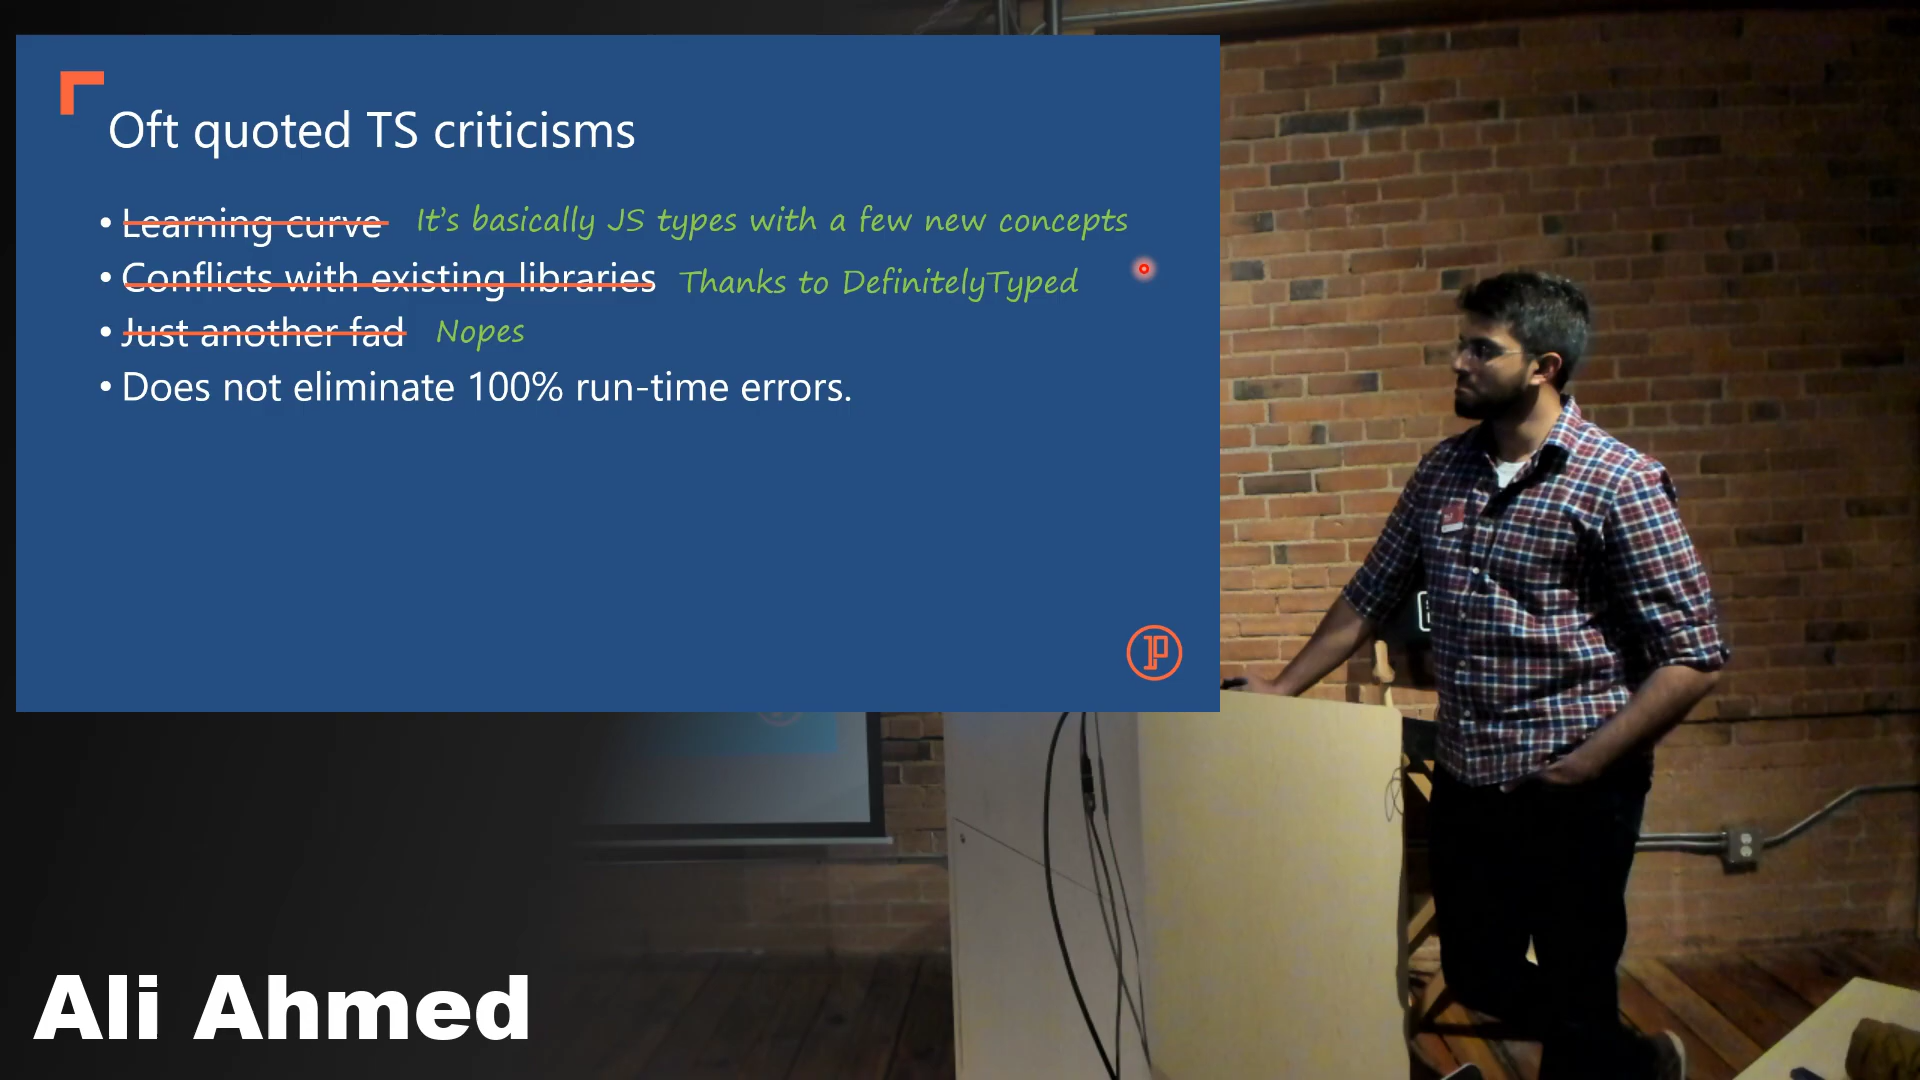 Oft quoted TS criticisms
• Learning curve It's basically JS types with a few new concepts
• Conflicts with existing libraries Thanks to DefinitelyTyped
• Just another fad Nopes
• Does not eliminate 100% run-time errors.
Ali Ahmed